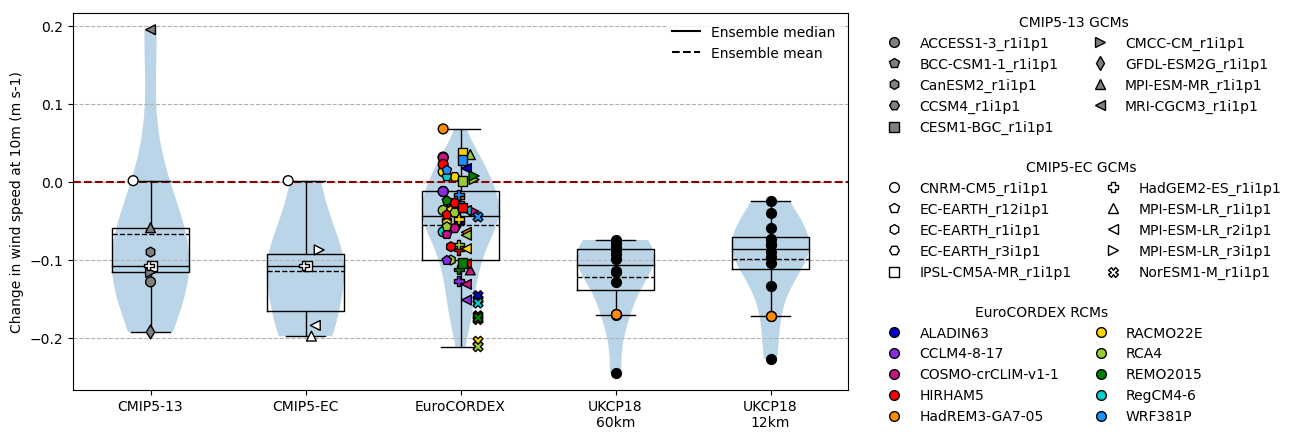 Change in wind speed at 10m (m s-1)
0.2
0.1
0.0
−0.1
−0.2
Ensemble median
Ensemble mean
CMIP5-13
CMIP5-EC
EuroCORDEX
UKCP18
60km
UKCP18
12km
CMIP5-13 GCMs
ACCESS1-3_r1i1p1
BCC-CSM1-1_r1i1p1
CanESM2_r1i1p1
CCSM4_r1i1p1
CESM1-BGC_r1i1p1
CMCC-CM_r1i1p1
GFDL-ESM2G_r1i1p1
MPI-ESM-MR_r1i1p1
MRI-CGCM3_r1i1p1
CMIP5-EC GCMs
CNRM-CM5_r1i1p1
EC-EARTH_r12i1p1
EC-EARTH_r1i1p1
EC-EARTH_r3i1p1
IPSL-CM5A-MR_r1i1p1
HadGEM2-ES_r1i1p1
MPI-ESM-LR_r1i1p1
MPI-ESM-LR_r2i1p1
MPI-ESM-LR_r3i1p1
NorESM1-M_r1i1p1
EuroCORDEX RCMs
ALADIN63
CCLM4-8-17
COSMO-crCLIM-v1-1
HIRHAM5
HadREM3-GA7-05
RACMO22E
RCA4
REMO2015
RegCM4-6
WRF381P